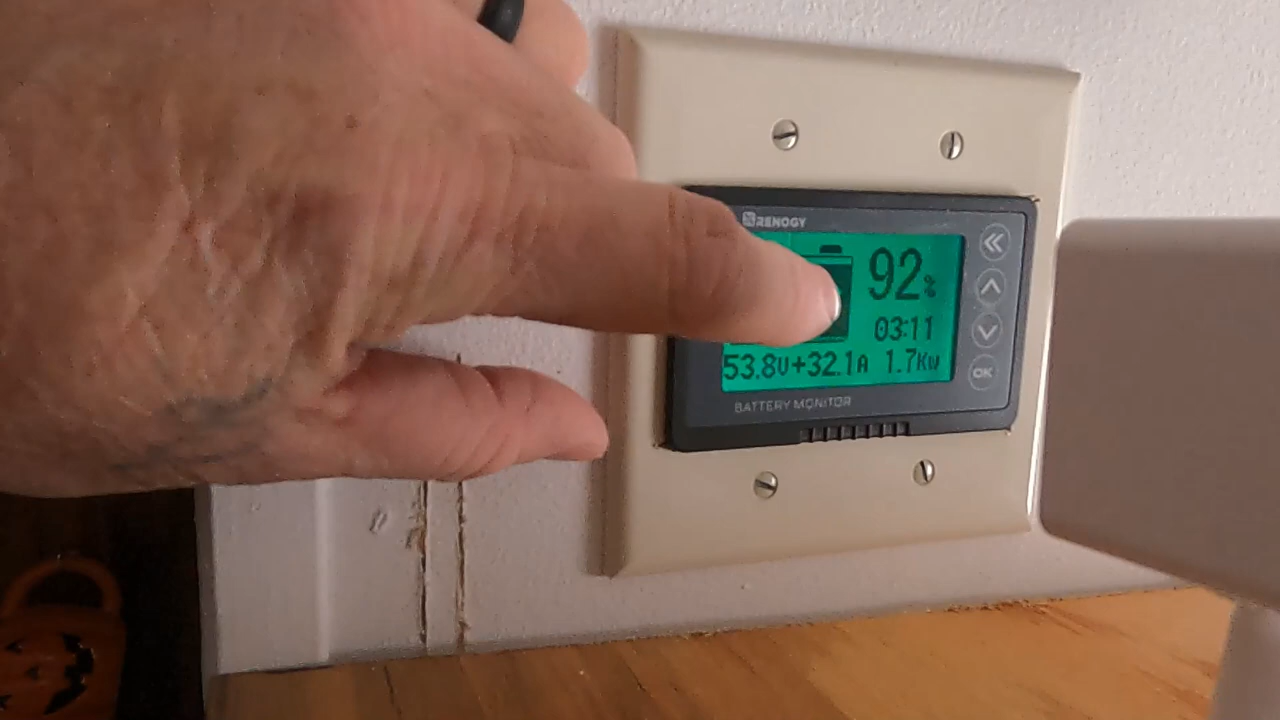 RENOGY
92%
03:11
53.8V+32.1A 1.7KW
BATTERY MONITOR
OK